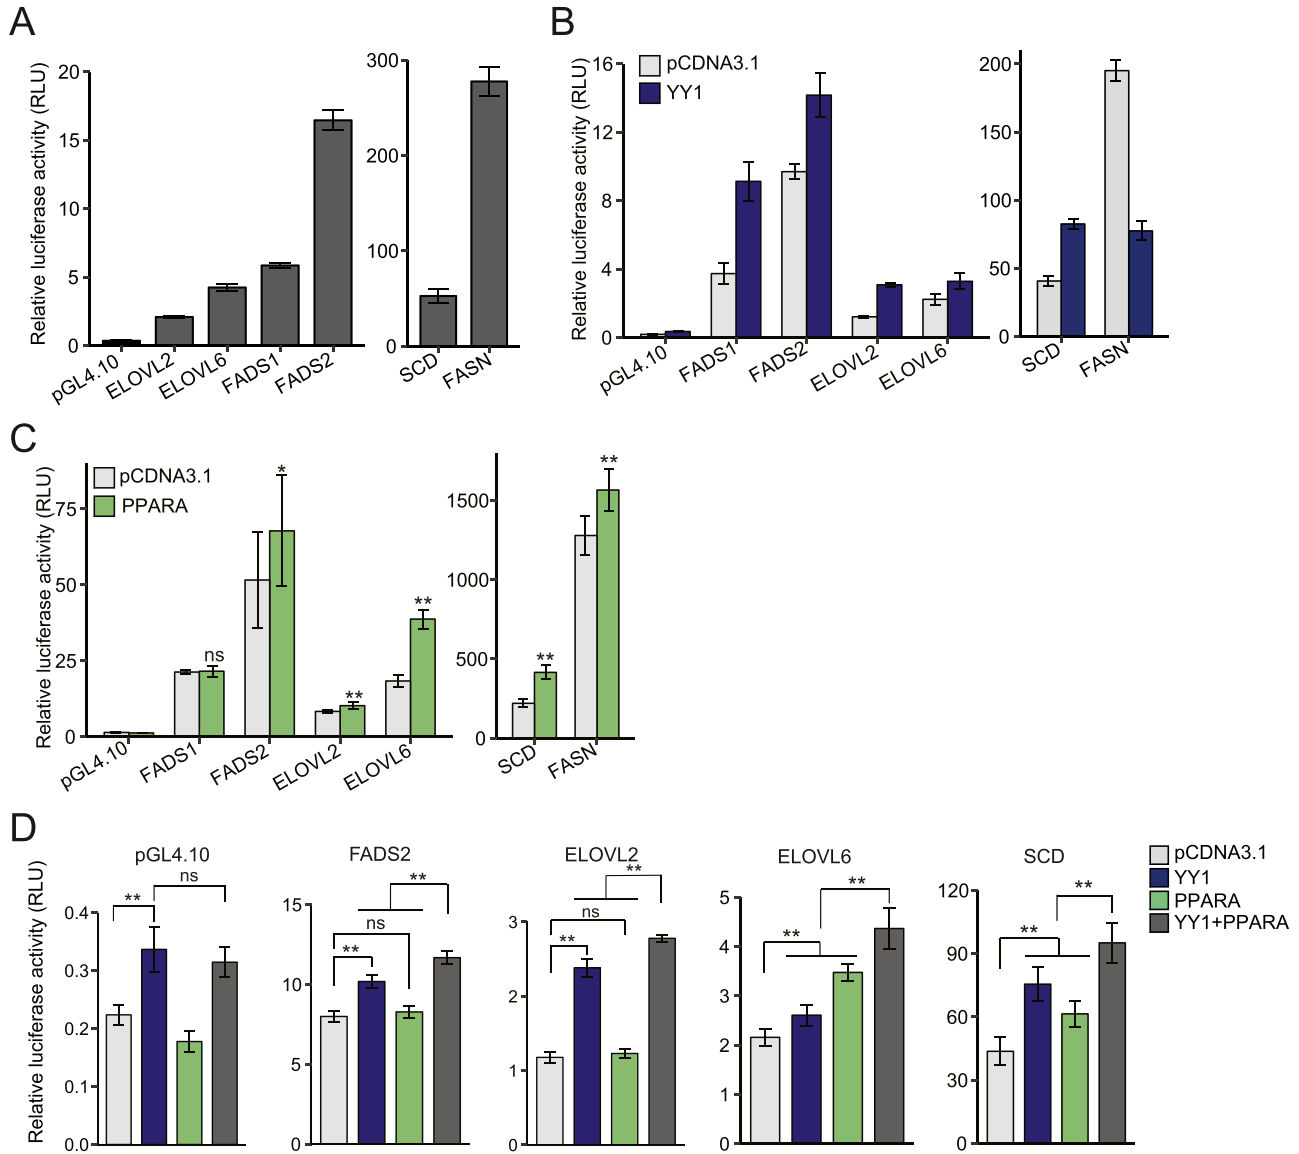 A
Relative luciferase activity (RLU)
20
15
10
5
0
pGL4.10
ELOVL2
ELOVL6
FADS1
FADS2
300
200
100
0
SCD
FASN
B
Relative luciferase activity (RLU)
pCDNA3.1
YY1
16
12
8
4
0
pGL4.10
FADS1
FADS2
ELOVL2
ELOVL6
200
150
100
50
0
SCD
FASN
C
Relative luciferase activity (RLU)
pCDNA3.1
PPARA
75
50
25
0
ns
*
**
**
pGL4.10
FADS1
FADS2
ELOVL2
ELOVL6
1500
1000
500
0
**
**
SCD
FASN
D
Relative luciferase activity (RLU)
pGL4.10
ns
**
0.4
0.3
0.2
0.1
0.0
FADS2
**
ns
**
15
10
5
0
ELOVL2
**
ns
**
3
2
1
0
ELOVL6
**
**
5
4
3
2
1
0
SCD
**
**
120
90
60
30
0
pCDNA3.1
YY1
PPARA
YY1+PPARA